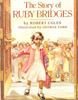 The Story of
RUBY BRIDGES
BY ROBERT COLES
ILLUSTRATED BY GEORGE FORD